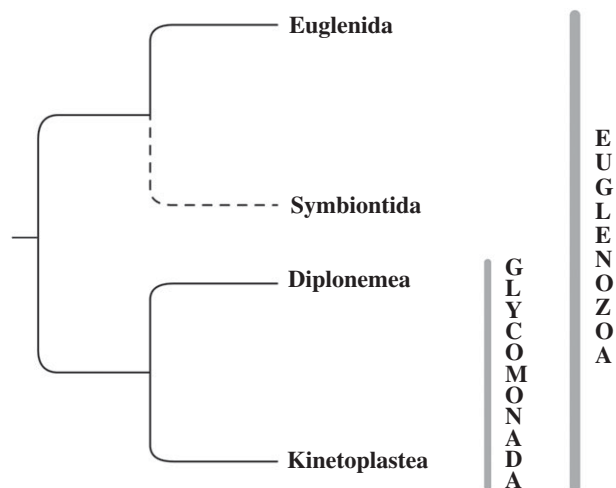 Euglenida
Symbiontida
Diplonemea
Kinetoplastea
GLYCOMONADA
EUGLENOZOA